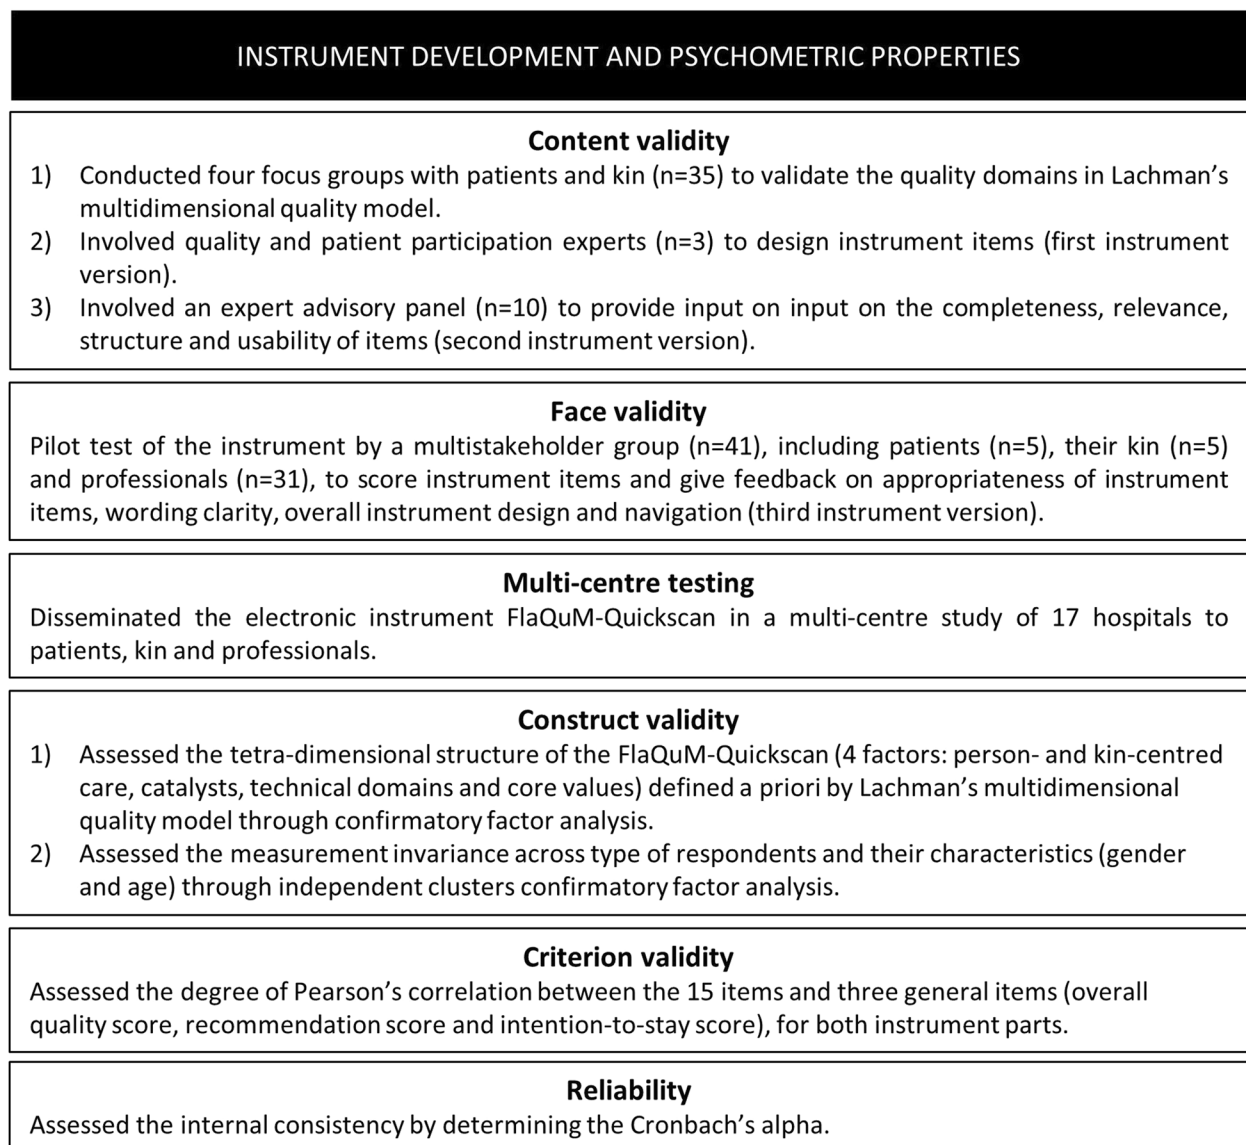 INSTRUMENT DEVELOPMENT AND PSYCHOMETRIC PROPERTIES
Content validity
1) Conducted four focus groups with patients and kin (n=35) to validate the quality domains in Lachman’s
multidimensional quality model.
2) Involved quality and patient participation experts (n=3) to design instrument items (first instrument
version).
3) Involved an expert advisory panel (n=10) to provide input on input on the completeness, relevance,
structure and usability of items (second instrument version).
Face validity
Pilot test of the instrument by a multistakeholder group (n=41), including patients (n=5), their kin (n=5)
and professionals (n=31), to score instrument items and give feedback on appropriateness of instrument
items, wording clarity, overall instrument design and navigation (third instrument version).
Multi-centre testing
Disseminated the electronic instrument FlaQuM-Quickscan in a multi-centre study of 17 hospitals to
patients, kin and professionals.
Construct validity
1) Assessed the tetra-dimensional structure of the FlaQuM-Quickscan (4 factors: person- and kin-centred
care, catalysts, technical domains and core values) defined a priori by Lachman’s multidimensional
quality model through confirmatory factor analysis.
2) Assessed the measurement invariance across type of respondents and their characteristics (gender
and age) through independent clusters confirmatory factor analysis.
Criterion validity
Assessed the degree of Pearson’s correlation between the 15 items and three general items (overall
quality score, recommendation score and intention-to-stay score), for both instrument parts.
Reliability
Assessed the internal consistency by determining the Cronbach’s alpha.